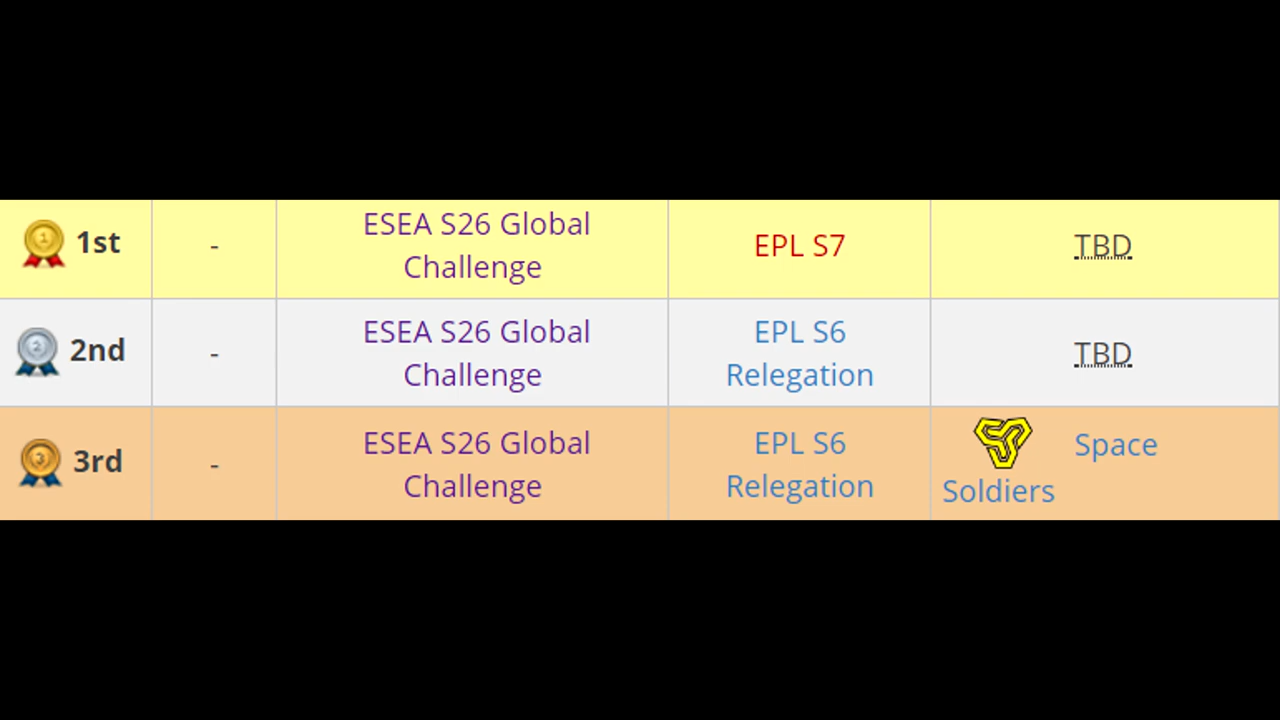 1st - ESEA S26 Global Challenge EPL S7 TBD
2nd - ESEA S26 Global Challenge EPL S6 Relegation TBD
3rd - ESEA S26 Global Challenge EPL S6 Relegation Space Soldiers